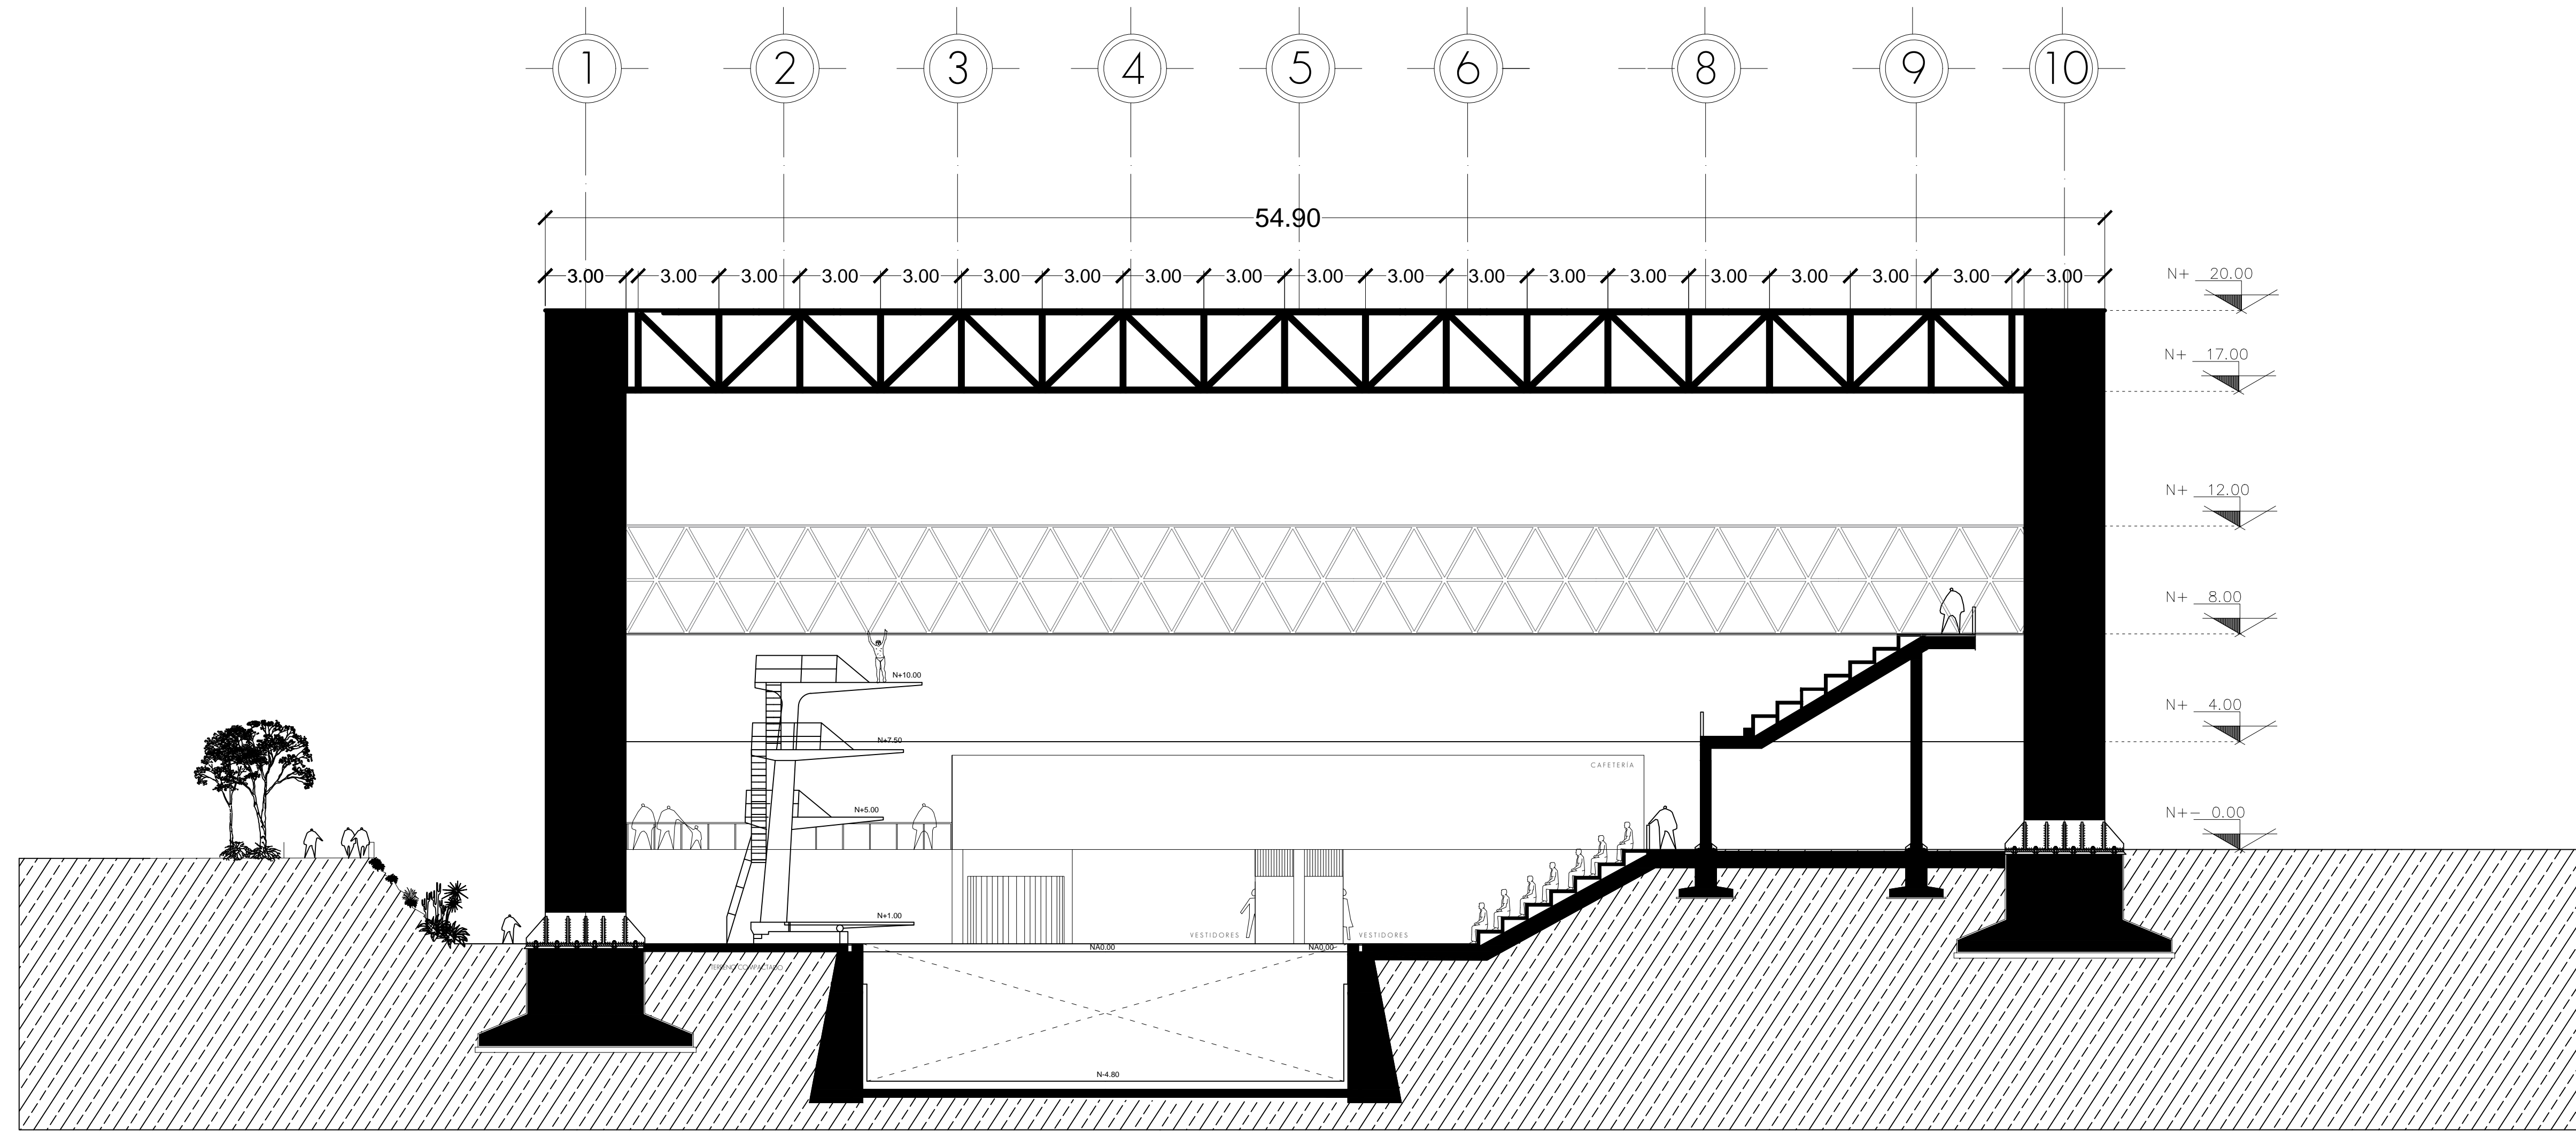 1 2 3 4 5 6 8 9 10
54.90
3.00 3.00 3.00 3.00 3.00 3.00 3.00 3.00 3.00 3.00 3.00 3.00 3.00 3.00 3.00 3.00 3.00 3.00 3.00
N+ 20.00
N+ 17.00
N+ 12.00
N+ 8.00
N+10.00
N+ 4.00
N+7.50
CAFETERÍA
N+5.00
N+- 0.00
N+1.00
VESTIDORES VESTIDORES
NA0.00 NA0.00
TERRENO COMPACTADO
N-4.80